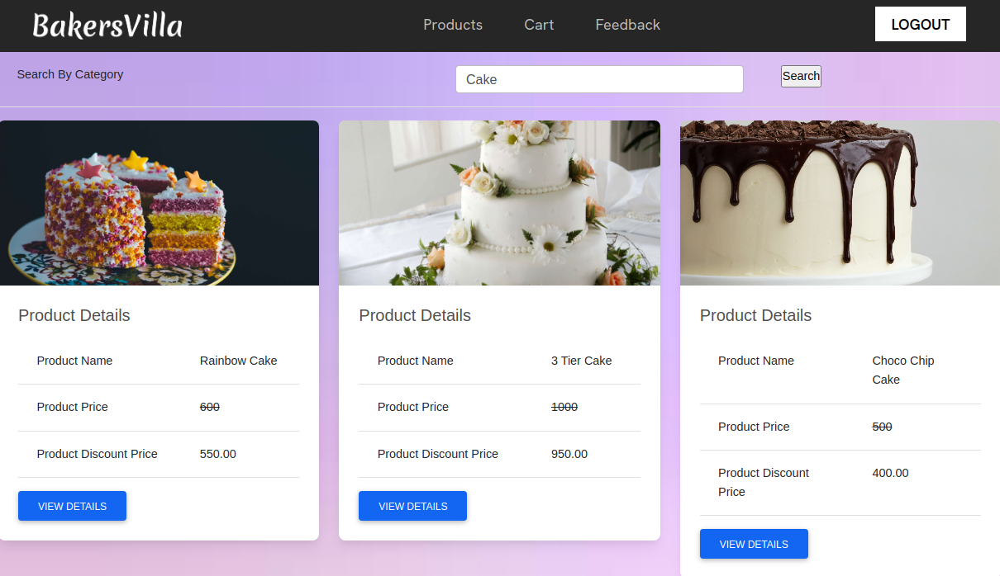 BakersVilla
Products
Cart
Feedback
LOGOUT
Search By Category
Cake
Search
Product Details
Product Name
Rainbow Cake
Product Price
600
Product Discount Price
550.00
VIEW DETAILS
Product Details
Product Name
3 Tier Cake
Product Price
1000
Product Discount Price
950.00
VIEW DETAILS
Product Details
Product Name
Choco Chip
Cake
Product Price
500
Product Discount
Price
400.00
VIEW DETAILS